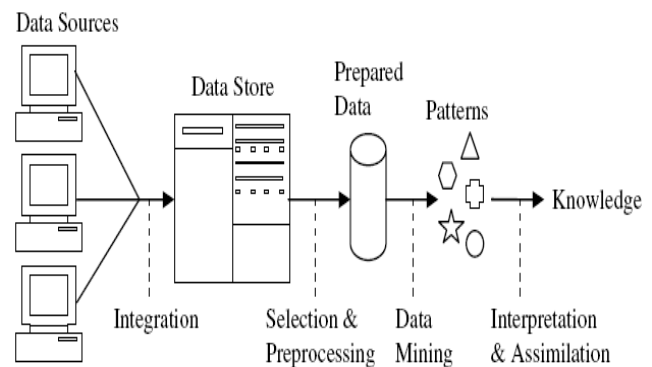 Data Sources
Data Store
Prepared
Data
Patterns
Knowledge
Integration
Selection &
Preprocessing
Data
Mining
Interpretation
& Assimilation